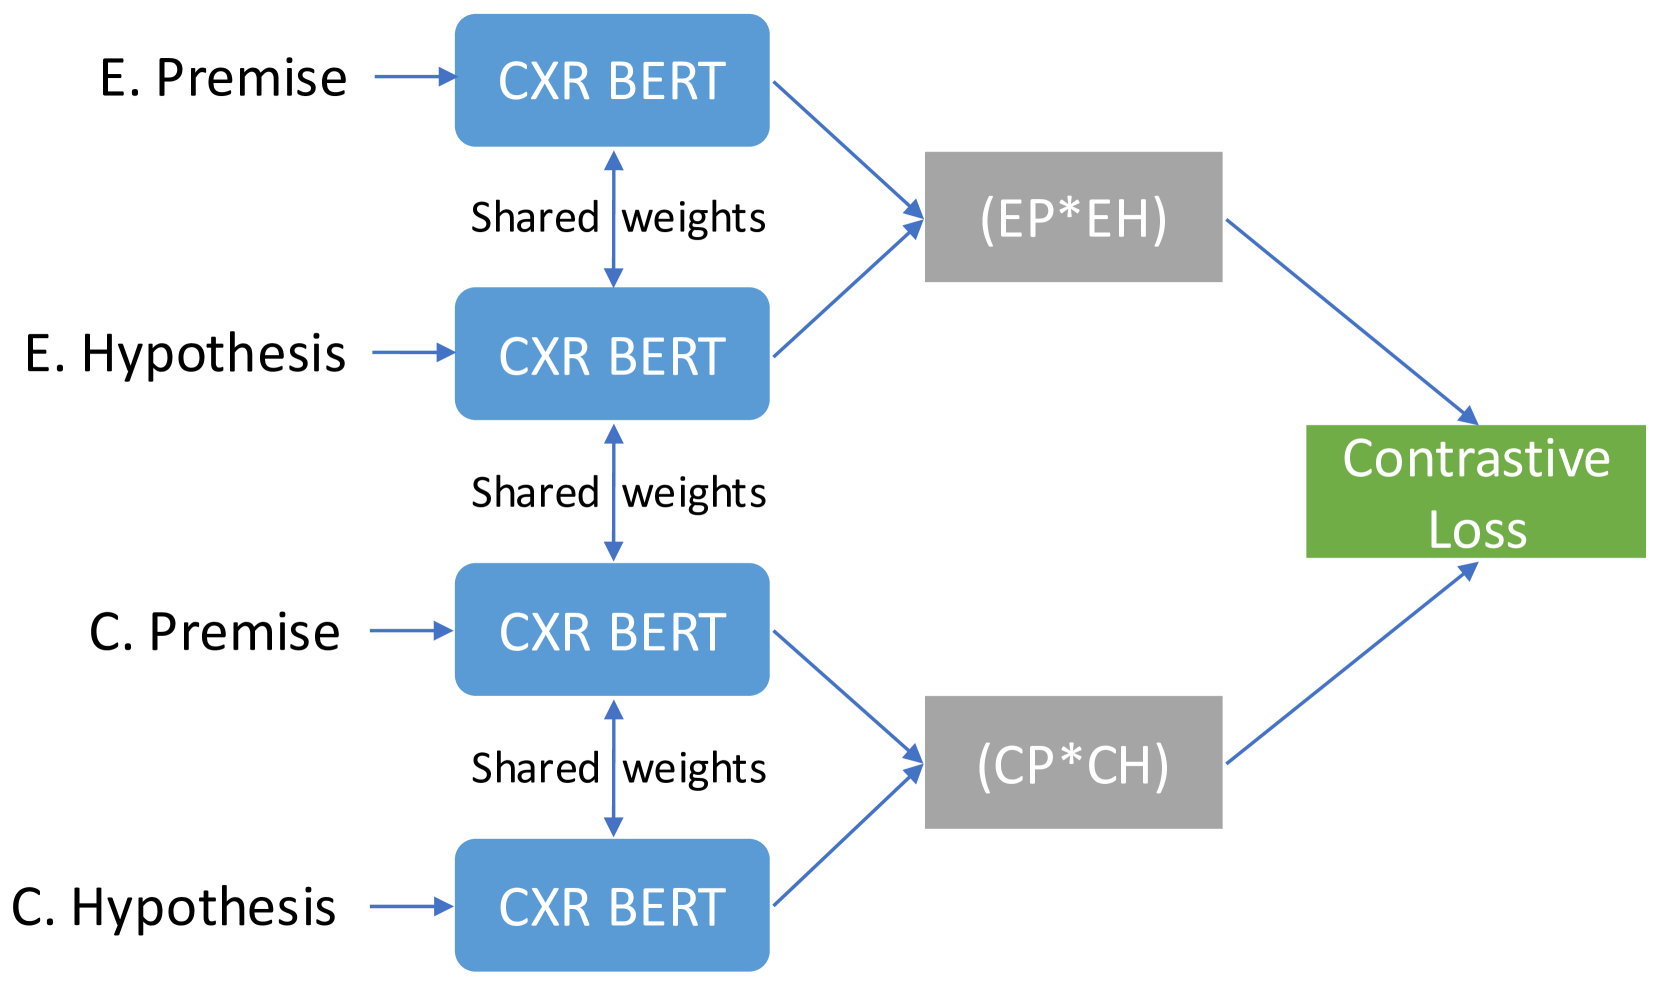 E. Premise
CXR BERT
Shared weights
(EP*EH)
E. Hypothesis
CXR BERT
Shared weights
Contrastive
Loss
C. Premise
CXR BERT
Shared weights
(CP*CH)
C. Hypothesis
CXR BERT